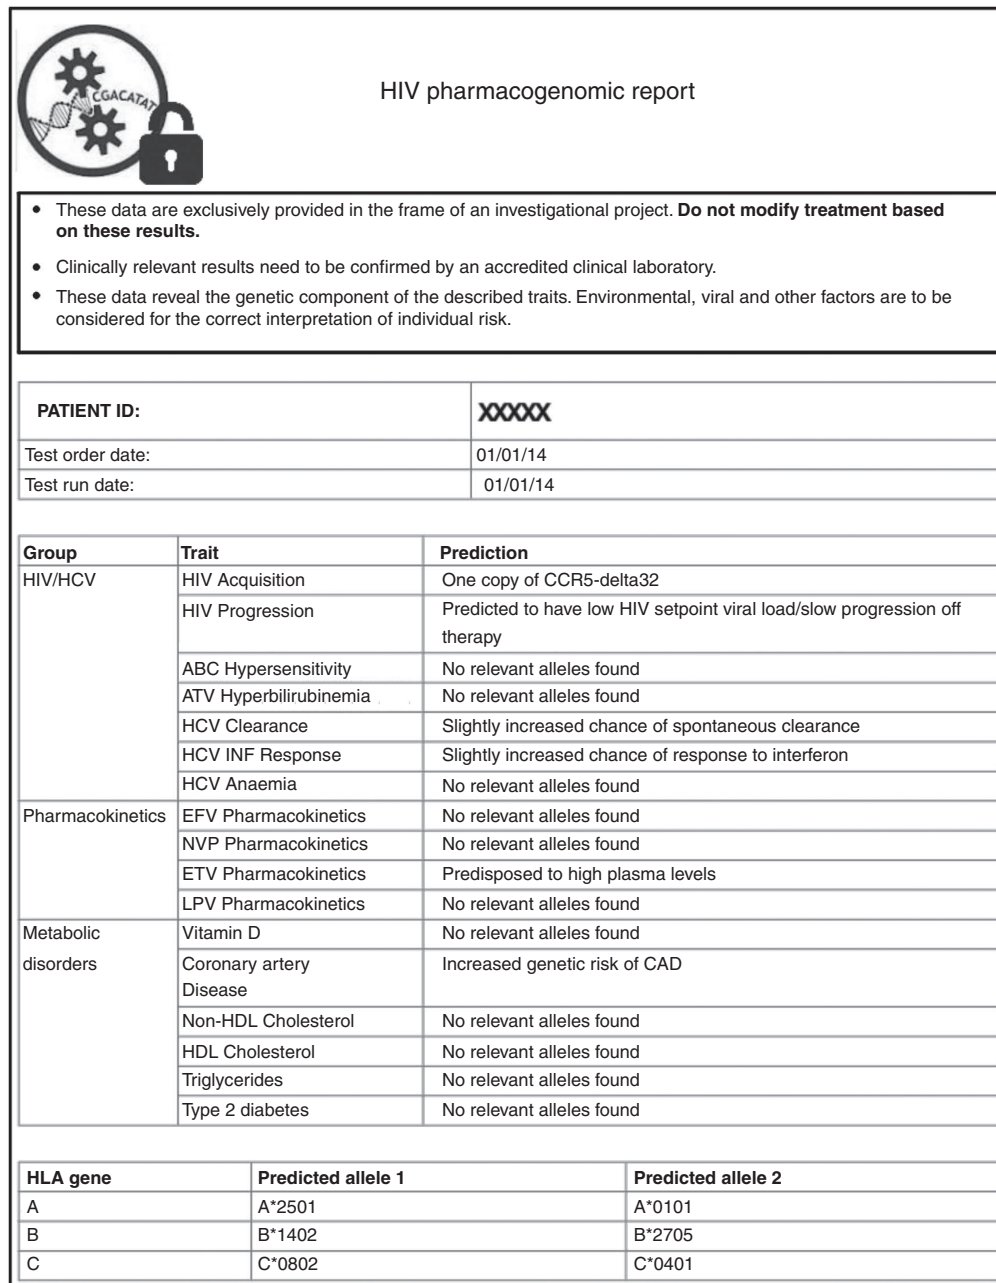 CGACATAT
HIV pharmacogenomic report
• These data are exclusively provided in the frame of an investigational project. Do not modify treatment based
on these results.
• Clinically relevant results need to be confirmed by an accredited clinical laboratory.
• These data reveal the genetic component of the described traits. Environmental, viral and other factors are to be
considered for the correct interpretation of individual risk.
PATIENT ID: XXXXX
Test order date: 01/01/14
Test run date: 01/01/14
Group Trait Prediction
HIV/HCV HIV Acquisition One copy of CCR5-delta32
HIV Progression Predicted to have low HIV setpoint viral load/slow progression off
therapy
ABC Hypersensitivity No relevant alleles found
ATV Hyperbilirubinemia No relevant alleles found
HCV Clearance Slightly increased chance of spontaneous clearance
HCV INF Response Slightly increased chance of response to interferon
HCV Anaemia No relevant alleles found
Pharmacokinetics EFV Pharmacokinetics No relevant alleles found
NVP Pharmacokinetics No relevant alleles found
ETV Pharmacokinetics Predisposed to high plasma levels
LPV Pharmacokinetics No relevant alleles found
Metabolic Vitamin D No relevant alleles found
disorders Coronary artery Increased genetic risk of CAD
Disease
Non-HDL Cholesterol No relevant alleles found
HDL Cholesterol No relevant alleles found
Triglycerides No relevant alleles found
Type 2 diabetes No relevant alleles found
HLA gene Predicted allele 1 Predicted allele 2
A A*2501 A*0101
B B*1402 B*2705
C C*0802 C*0401